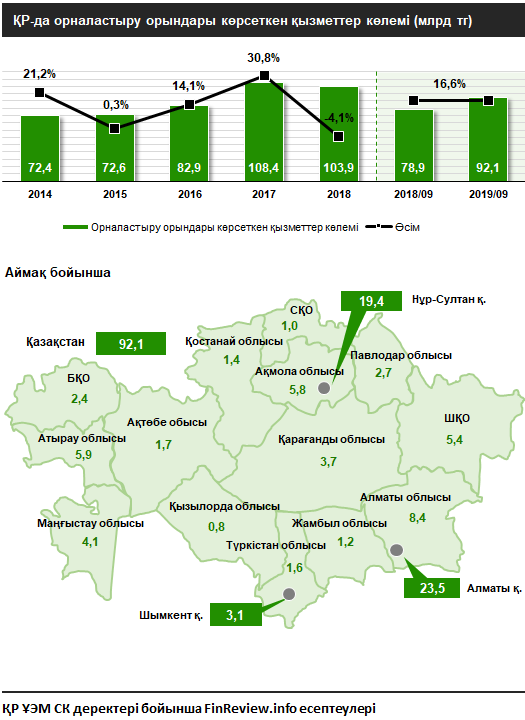 ҚР-да орналастыру орындары көрсеткен қызметтер көлемі (млрд тг)
21,2% 0,3% 14,1% 30,8% -4,1% 16,6%
72,4 72,6 82,9 108,4 103,9 78,9 92,1
2014 2015 2016 2017 2018 2018/09 2019/09
Орналастыру орындары көрсеткен қызметтер көлемі Өсім
Аймақ бойынша
Қазақстан 92,1
19,4 Нұр-Султан қ.
СҚО
1,0
Қостанай облысы
1,4
Павлодар облысы
2,7
Ақмола облысы
5,8
БҚО
2,4
Ақтөбе обысы
1,7
ШҚО
5,4
Атырау облысы
5,9
Қарағанды облысы
3,7
Алматы облысы
8,4
Қызылорда облысы
0,8
Маңғыстау облысы
4,1
Жамбыл облысы
1,2
Түркістан облысы
1,6
23,5 Алматы қ.
Шымкент қ. 3,1
ҚР ҰЭМ СК деректері бойынша FinReview.info есептеулері